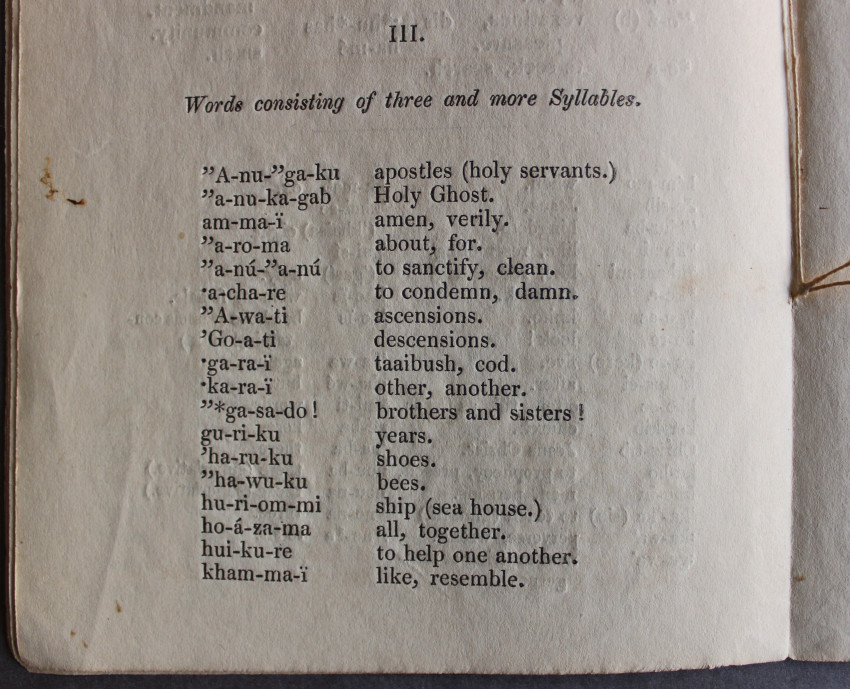 III.
Words consisting of three and more Syllables.
”A-nu-”ga-ku apostles (holy servants.)
”a-nu-ka-gab Holy Ghost.
am-ma-ï amen, verily.
”a-ro-ma about, for.
”a-nú-”a-nú to sanctify, clean.
·a-cha-re to condemn, damn.
”A-wa-ti ascensions.
’Go-a-ti descensions.
·ga-ra-ï taaibush, cod.
·ka-ra-ï other, another.
”*ga-sa-do! brothers and sisters!
gu-ri-ku years.
’ha-ru-ku shoes.
”ha-wu-ku bees.
hu-ri-om-mi ship (sea house.)
ho-á-za-ma all, together.
hui-ku-re to help one another.
kham-ma-ï like, resemble.